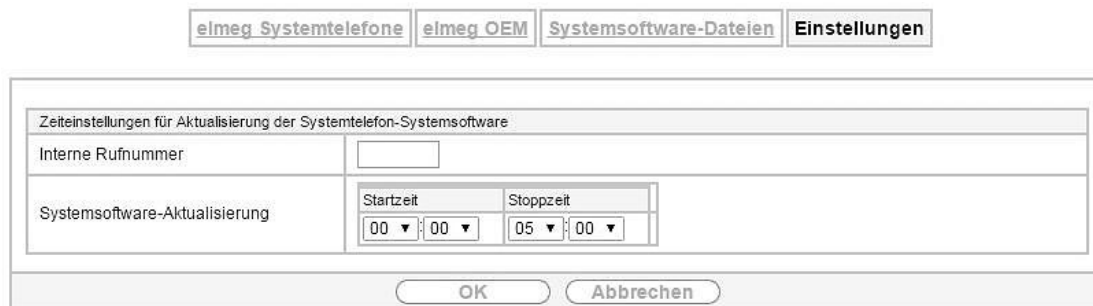 elmeg Systemtelefone elmeg OEM Systemsoftware-Dateien Einstellungen
Zeiteinstellungen für Aktualisierung der Systemtelefon-Systemsoftware
Interne Rufnummer
Systemsoftware-Aktualisierung
Startzeit Stoppzeit
00 : 00 05 : 00
OK Abbrechen